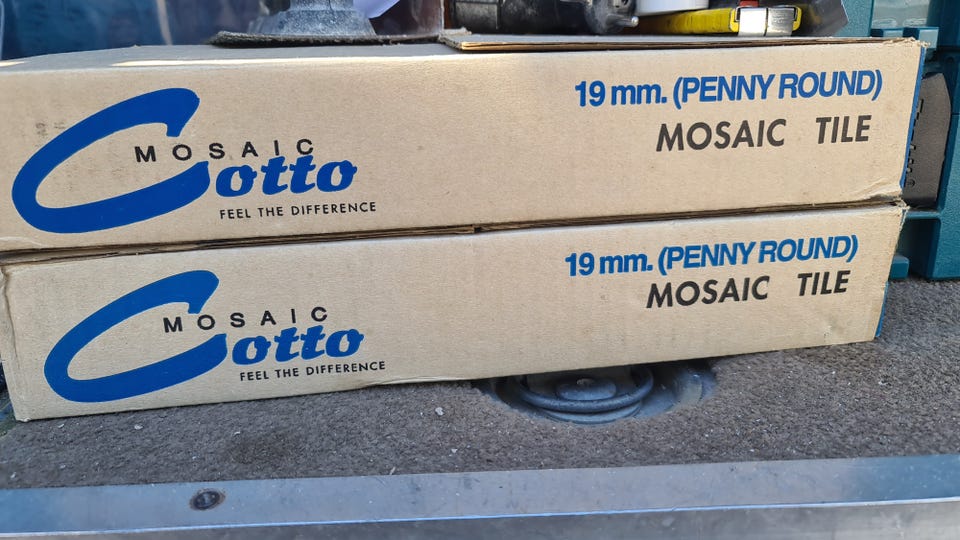 19 mm. (PENNY ROUND)
MOSAIC TILE
MOSAIC
Cotto
FEEL THE DIFFERENCE
19 mm. (PENNY ROUND)
MOSAIC TILE
MOSAIC
Cotto
FEEL THE DIFFERENCE